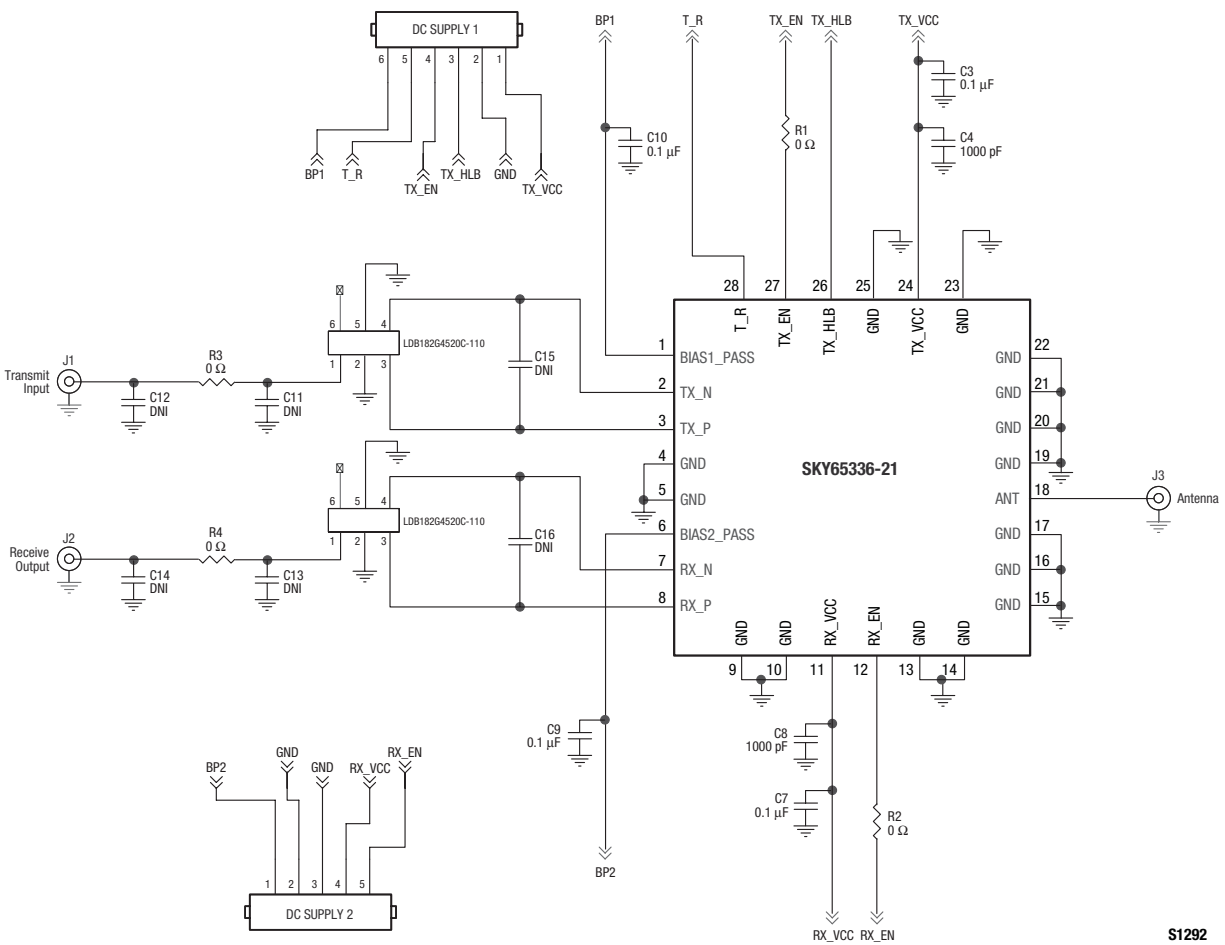 DC SUPPLY 1
6 5 4 3 2 1
BP1 T_R TX_EN TX_HLB GND TX_VCC
BP1 T_R TX_EN TX_HLB TX_VCC
C10
0.1 µF
R1
0 Ω
C3
0.1 µF
C4
1000 pF
28 27 26 25 24 23
T_R TX_EN TX_HLB GND TX_VCC GND
J1
Transmit
Input
C12
DNI
R3
0 Ω
C11
DNI
6 5 4
LDB182G4520C-110
1 2 3
C15
DNI
J2
Receive
Output
C14
DNI
R4
0 Ω
C13
DNI
6 5 4
LDB182G4520C-110
1 2 3
C16
DNI
1 BIAS1_PASS
2 TX_N
3 TX_P
4 GND
5 GND
6 BIAS2_PASS
7 RX_N
8 RX_P
SKY65336-21
GND 22
GND 21
GND 20
GND 19
ANT 18
GND 17
GND 16
GND 15
J3
Antenna
GND GND RX_VCC RX_EN GND GND
9 10 11 12 13 14
C9
0.1 µF
BP2
C8
1000 pF
C7
0.1 µF
R2
0 Ω
RX_VCC RX_EN
BP2 GND GND RX_VCC RX_EN
1 2 3 4 5
DC SUPPLY 2
S1292